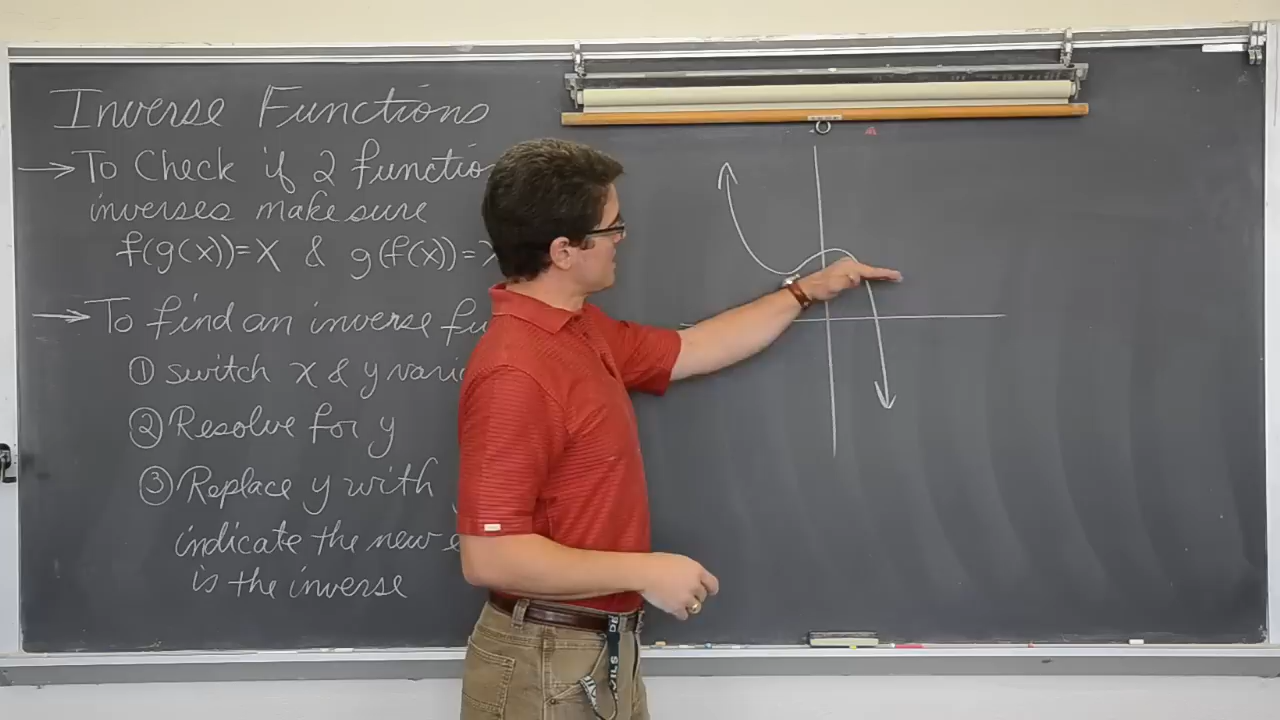 Inverse Functions
→ To Check if 2 functio
inverses make sure
f(g(x))=x & g(f(x))=
→ To find an inverse fu
① switch x & y vari
② Resolve for y
③ Replace y with
indicate the new e
is the inverse